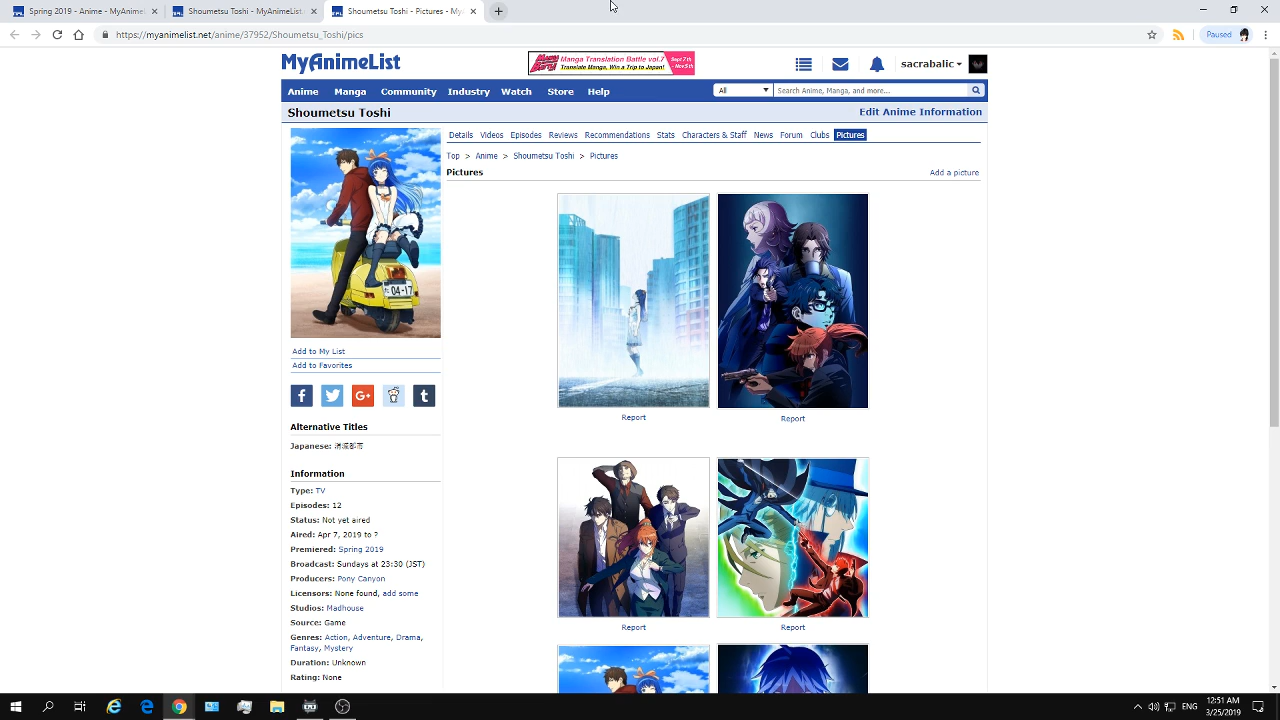 Spring 2019 - Anime - MyAnimeL
Shoumetsu Toshi - MyAnimeList.
Shoumetsu Toshi - Pictures - My
https://myanimelist.net/anime/37952/Shoumetsu_Toshi/pics
Paused
MyAnimeList
Manga Translation Battle vol.7
Translate Manga, Win a Trip to Japan!
sacrabalic
Anime Manga Community Industry Watch Store Help
All
Search Anime, Manga, and more...
Shoumetsu Toshi
Edit Anime Information
Details Videos Episodes Reviews Recommendations Stats Characters & Staff News Forum Clubs Pictures
Top > Anime > Shoumetsu Toshi > Pictures
Pictures
Add a picture
04-17
Add to My List
Add to Favorites
Report
Report
Alternative Titles
Japanese: 消滅都市
Information
Type: TV
Episodes: 12
Status: Not yet aired
Aired: Apr 7, 2019 to ?
Premiered: Spring 2019
Broadcast: Sundays at 23:30 (JST)
Producers: Pony Canyon
Licensors: None found, add some
Studios: Madhouse
Source: Game
Genres: Action, Adventure, Drama,
Fantasy, Mystery
Duration: Unknown
Rating: None
Report
Report
ENG
12:51 AM
3/25/2019